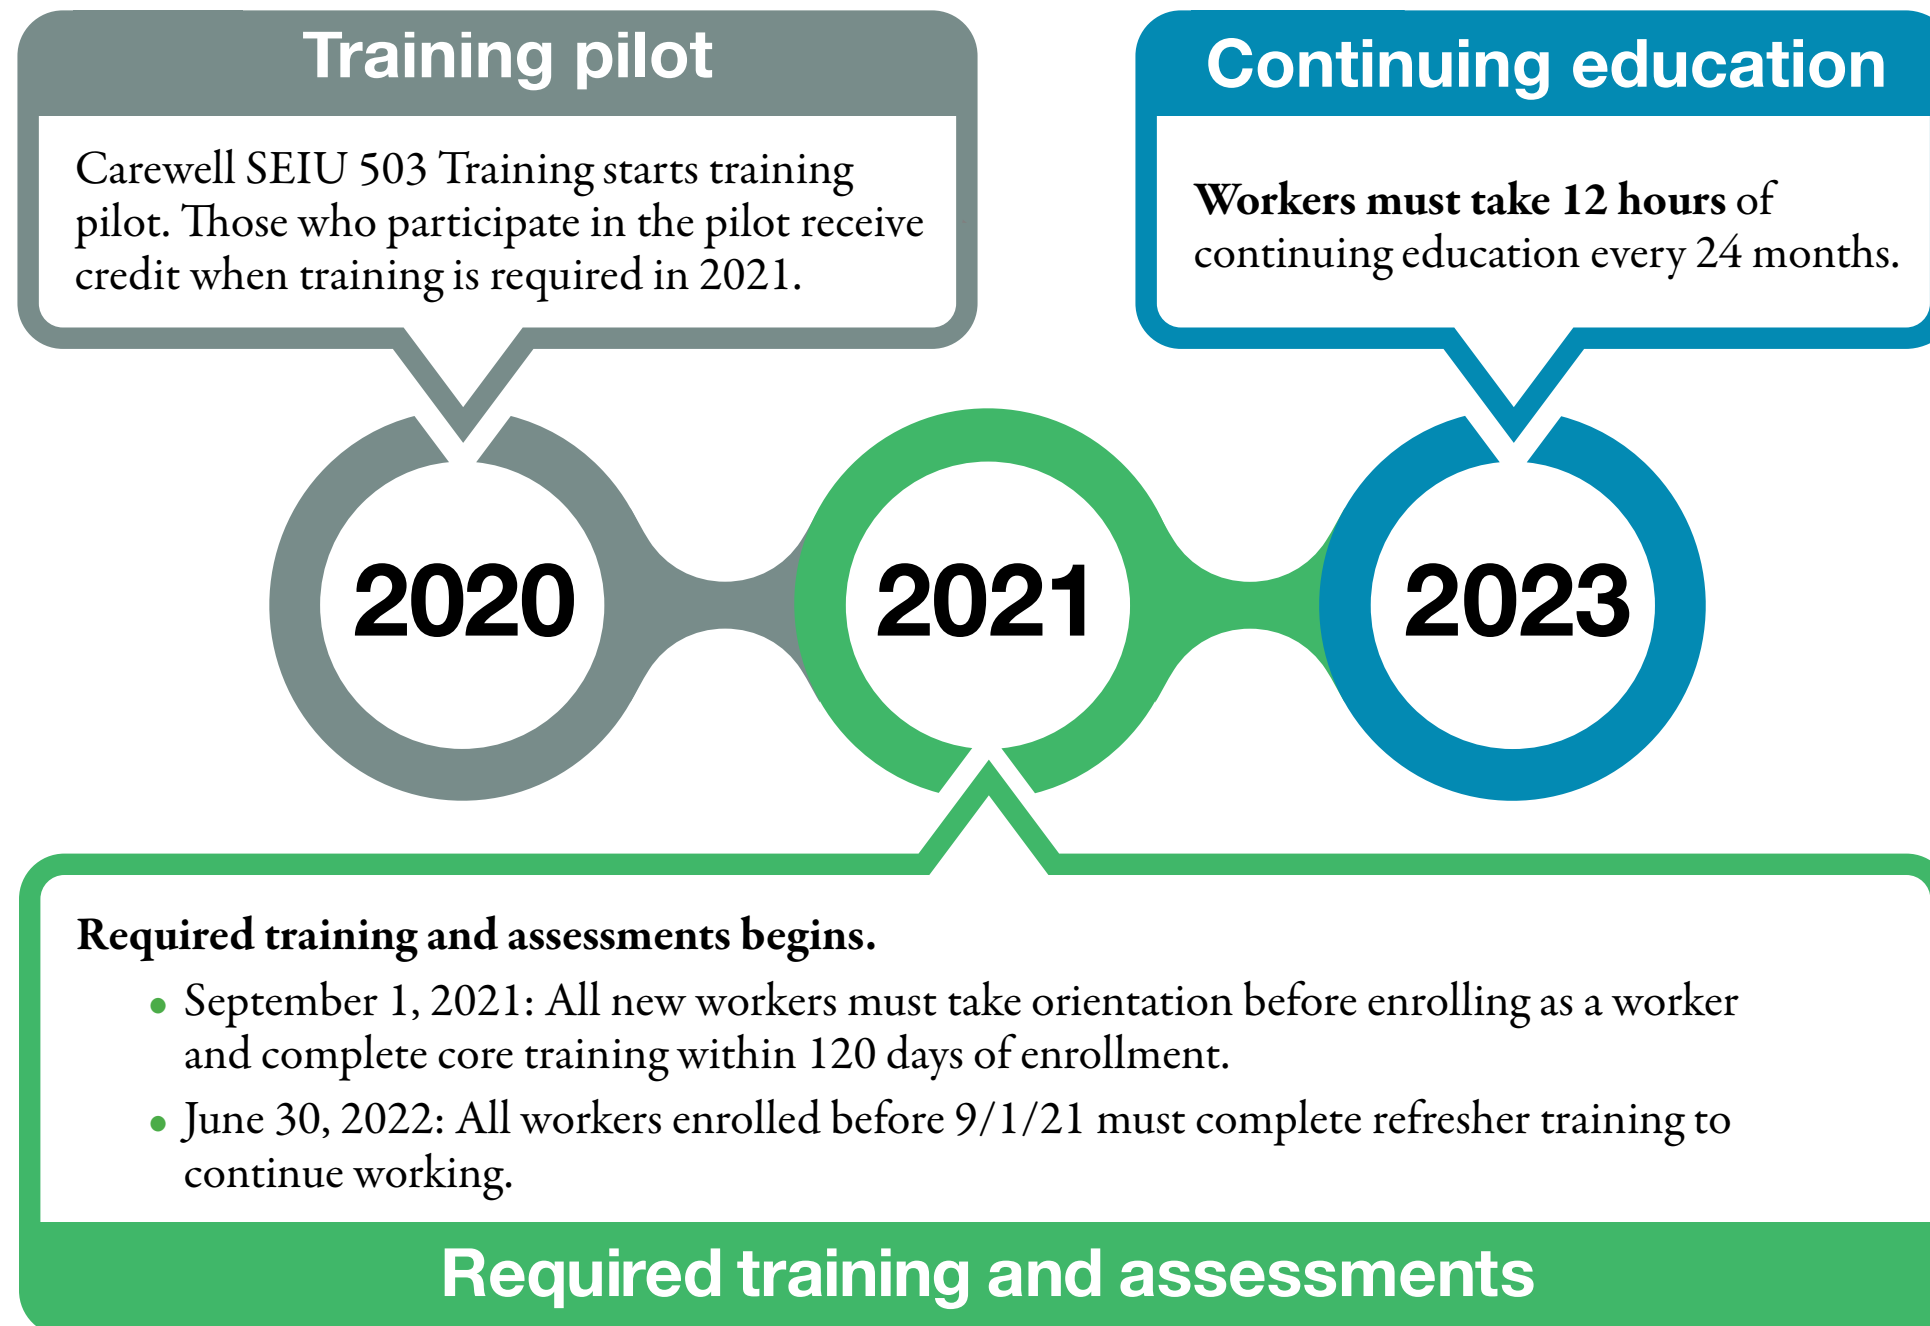 Training pilot
Carewell SEIU 503 Training starts training
pilot. Those who participate in the pilot receive
credit when training is required in 2021.
Continuing education
Workers must take 12 hours of
continuing education every 24 months.
2020
2021
2023
Required training and assessments begins.
• September 1, 2021: All new workers must take orientation before enrolling as a worker
and complete core training within 120 days of enrollment.
• June 30, 2022: All workers enrolled before 9/1/21 must complete refresher training to
continue working.
Required training and assessments